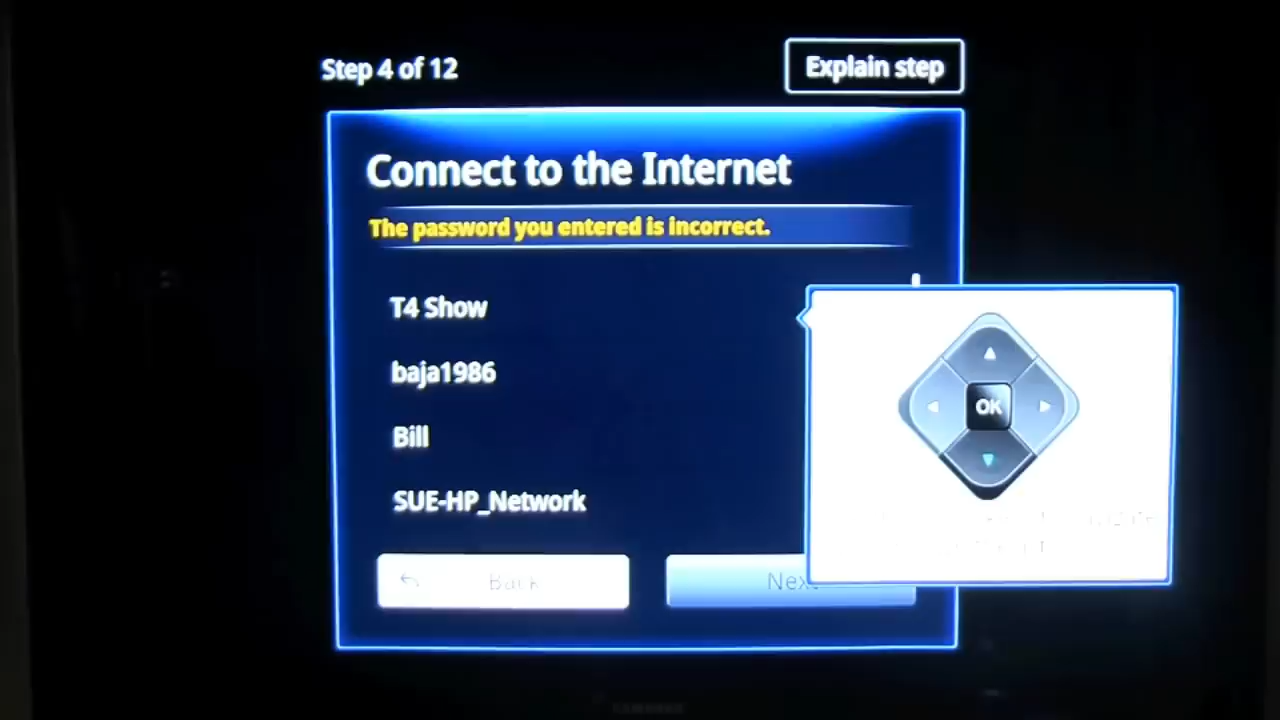 Step 4 of 12
Explain step
Connect to the Internet
The password you entered is incorrect.
T4 Show
baja1986
Bill
SUE-HP_Network
OK
Back
Next